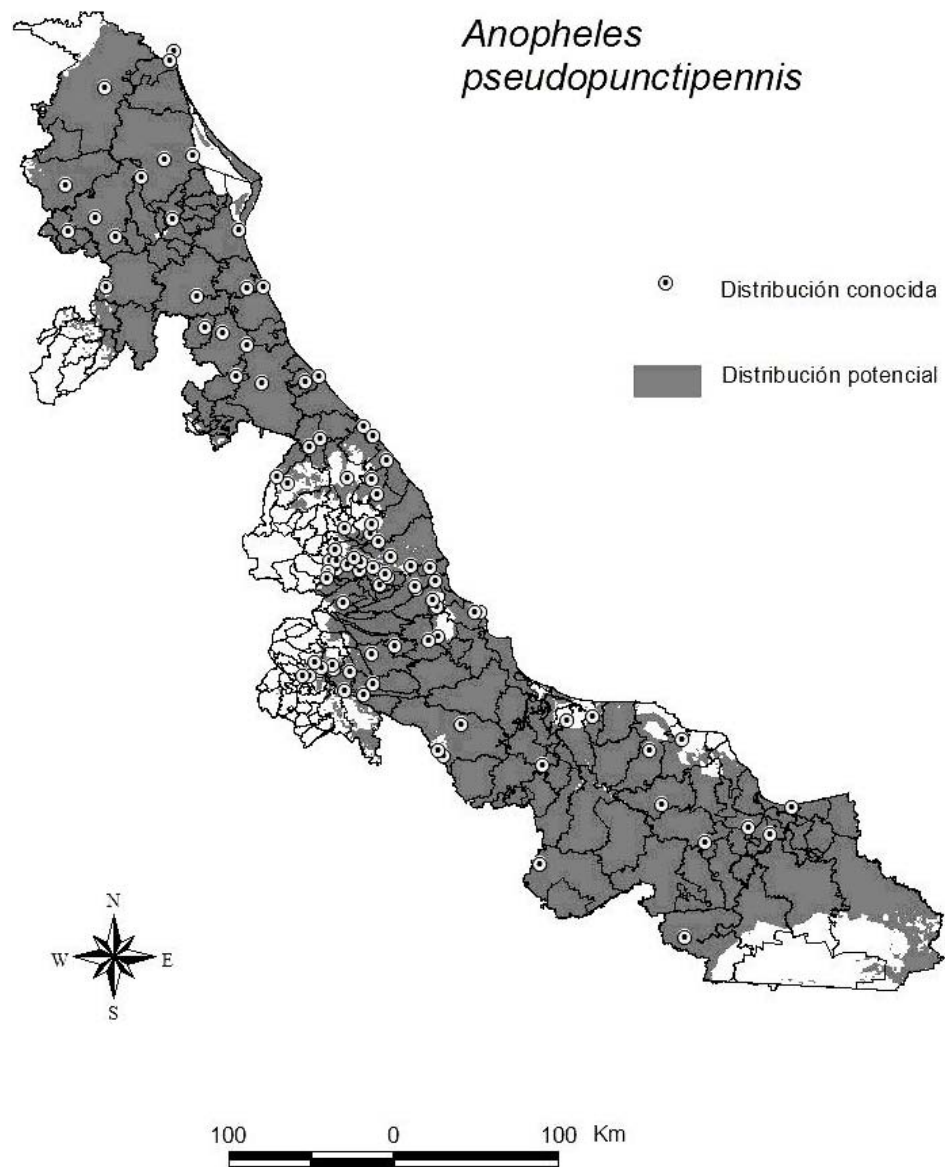 Anopheles
pseudopunctipennis
Distribución conocida
Distribución potencial
N
W E
S
100 0 100 Km